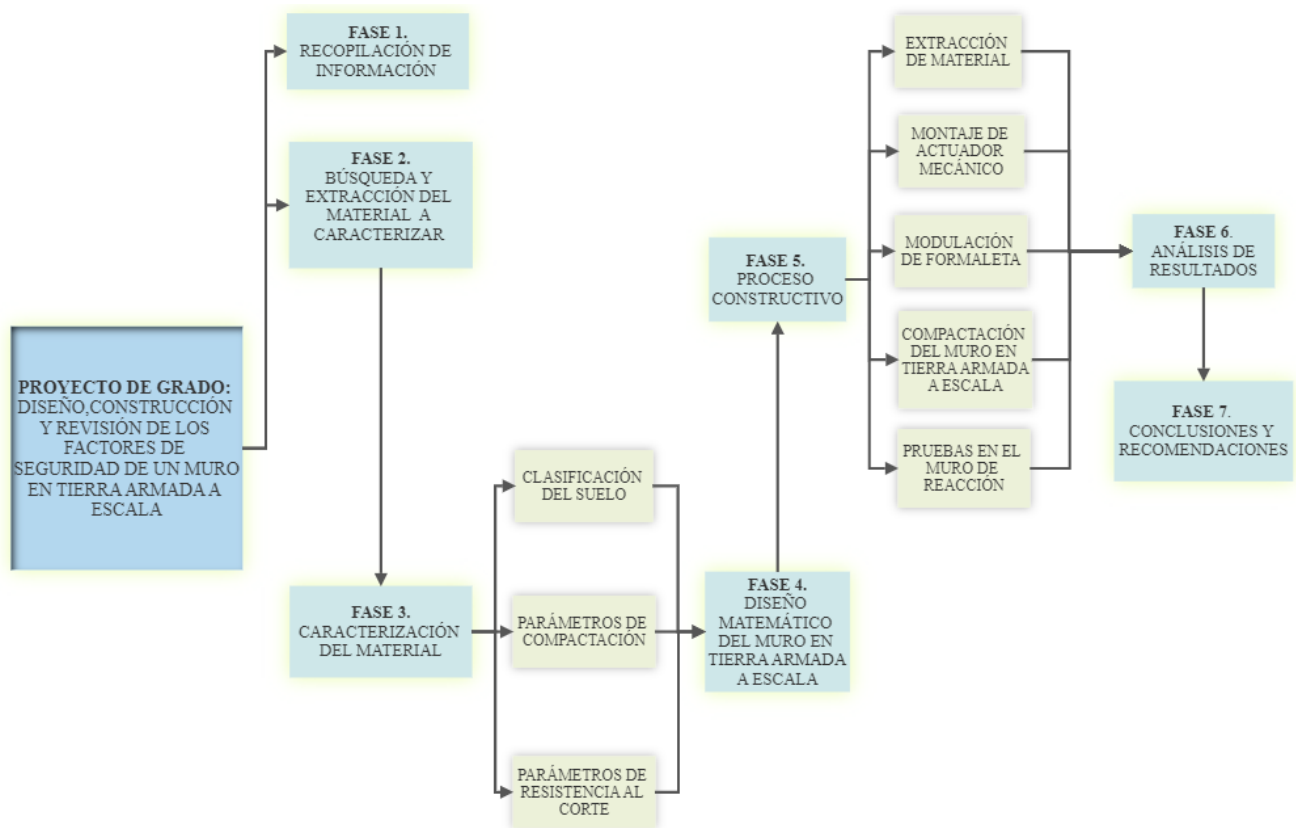 FASE 1.
RECOPILACIÓN DE
INFORMACIÓN
FASE 2.
BÚSQUEDA Y
EXTRACCIÓN DEL
MATERIAL A
CARACTERIZAR
PROYECTO DE GRADO:
DISEÑO,CONSTRUCCIÓN
Y REVISIÓN DE LOS
FACTORES DE
SEGURIDAD DE UN MURO
EN TIERRA ARMADA A
ESCALA
FASE 3.
CARACTERIZACIÓN
DEL MATERIAL
CLASIFICACIÓN
DEL SUELO
PARÁMETROS DE
COMPACTACIÓN
PARÁMETROS DE
RESISTENCIA AL
CORTE
FASE 4.
DISEÑO
MATEMÁTICO
DEL MURO EN
TIERRA ARMADA
A ESCALA
FASE 5.
PROCESO
CONSTRUCTIVO
EXTRACCIÓN
DE MATERIAL
MONTAJE DE
ACTUADOR
MECÁNICO
MODULACIÓN
DE FORMALETA
COMPACTACIÓN
DEL MURO EN
TIERRA ARMADA
A ESCALA
PRUEBAS EN EL
MURO DE
REACCIÓN
FASE 6.
ANÁLISIS DE
RESULTADOS
FASE 7.
CONCLUSIONES Y
RECOMENDACIONES